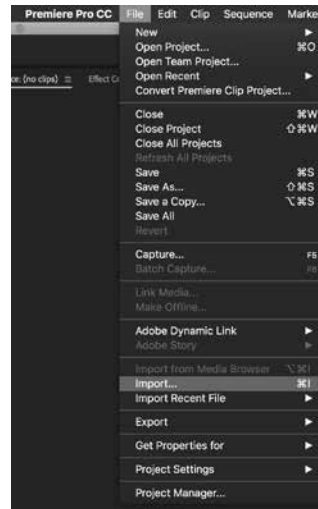 Premiere Pro CC File Edit Clip Sequence Marke
ce: (no clips) Effect Co
New
Open Project... ⌘O
Open Team Project...
Open Recent
Convert Premiere Clip Project...
Close ⌘W
Close Project ⇧⌘W
Close All Projects
Refresh All Projects
Save ⌘S
Save As... ⇧⌘S
Save a Copy... ⌥⌘S
Save All
Revert
Capture... F5
Batch Capture... F6
Link Media...
Make Offline...
Adobe Dynamic Link
Adobe Story
Import from Media Browser ⌥⌘I
Import... ⌘I
Import Recent File
Export
Get Properties for
Project Settings
Project Manager...